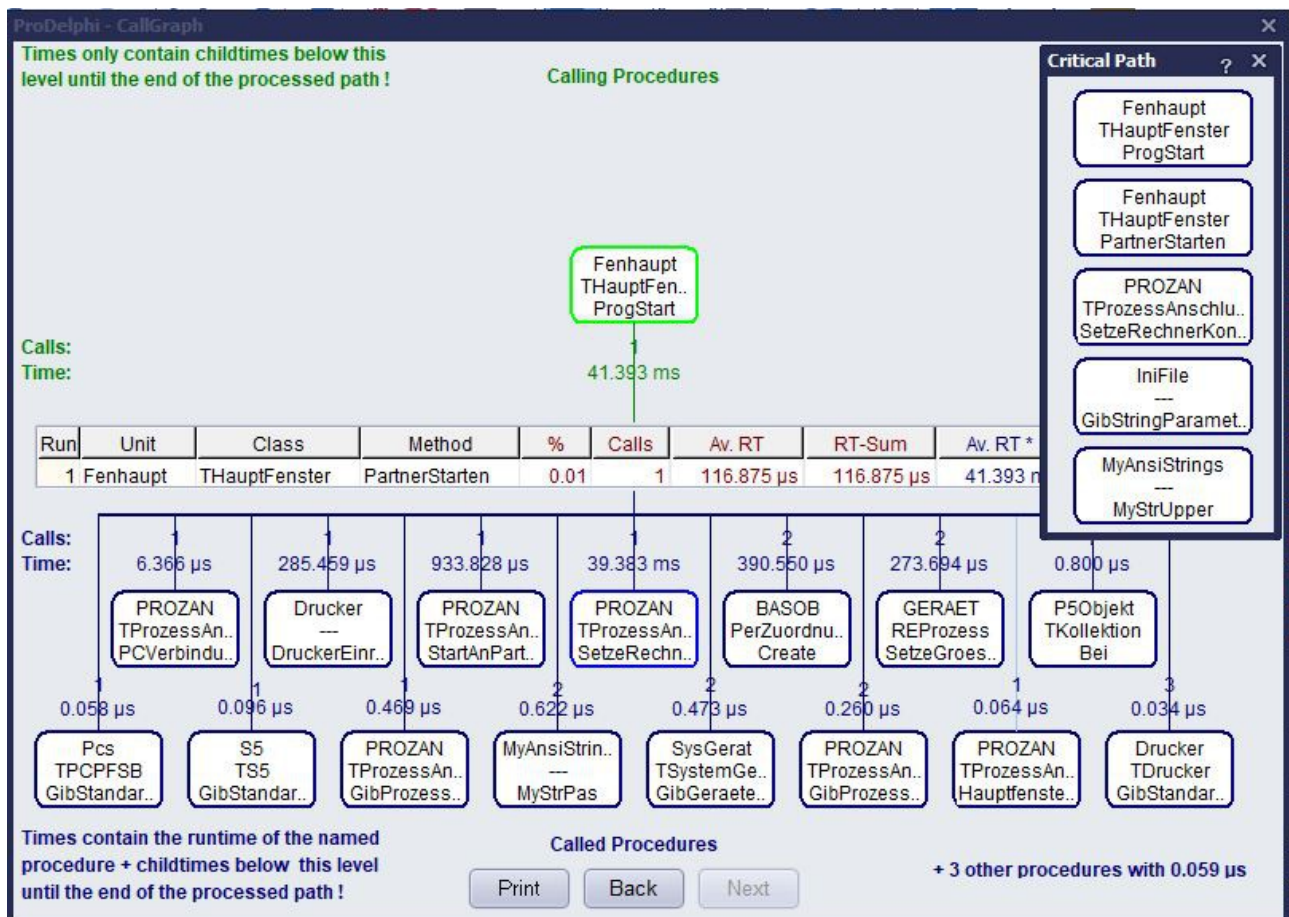 ProDelphi - CallGraph
Times only contain childtimes below this
level until the end of the processed path !
Calling Procedures
Critical Path
?
Fenhaupt
THauptFenster
ProgStart
Fenhaupt
THauptFenster
PartnerStarten
PROZAN
TProzessAnschlu..
SetzeRechnerKon..
IniFile
---
GibStringParamet..
MyAnsiStrings
---
MyStrUpper
Fenhaupt
THauptFen..
ProgStart
Calls: 1
Time: 41.393 ms
Run Unit Class Method % Calls Av. RT RT-Sum Av. RT *
1 Fenhaupt THauptFenster PartnerStarten 0.01 1 116.875 µs 116.875 µs 41.393
Calls: 1 1 1 1 2 2
Time: 6.366 µs 285.459 µs 933.828 µs 39.383 ms 390.550 µs 273.694 µs 0.800 µs
PROZAN
TProzessAn..
PCVerbindu..
Drucker
---
DruckerEinr..
PROZAN
TProzessAn..
StartAnPart..
PROZAN
TProzessAn..
SetzeRechn..
BASOB
PerZuordnu..
Create
GERAET
REProzess
SetzeGroes..
P5Objekt
TKollektion
Bei
1 1 1 2 2 2 1 3
0.058 µs 0.096 µs 0.469 µs 0.622 µs 0.473 µs 0.260 µs 0.064 µs 0.034 µs
Pcs
TPCPFSB
GibStandar..
S5
TS5
GibStandar..
PROZAN
TProzessAn..
GibProzess..
MyAnsiStrin..
---
MyStrPas
SysGerat
TSystemGe..
GibGeraete..
PROZAN
TProzessAn..
GibProzess..
PROZAN
TProzessAn..
Hauptfenste..
Drucker
TDrucker
GibStandar..
Times contain the runtime of the named
procedure + childtimes below this level
until the end of the processed path !
Called Procedures
+ 3 other procedures with 0.059 µs
Print Back Next